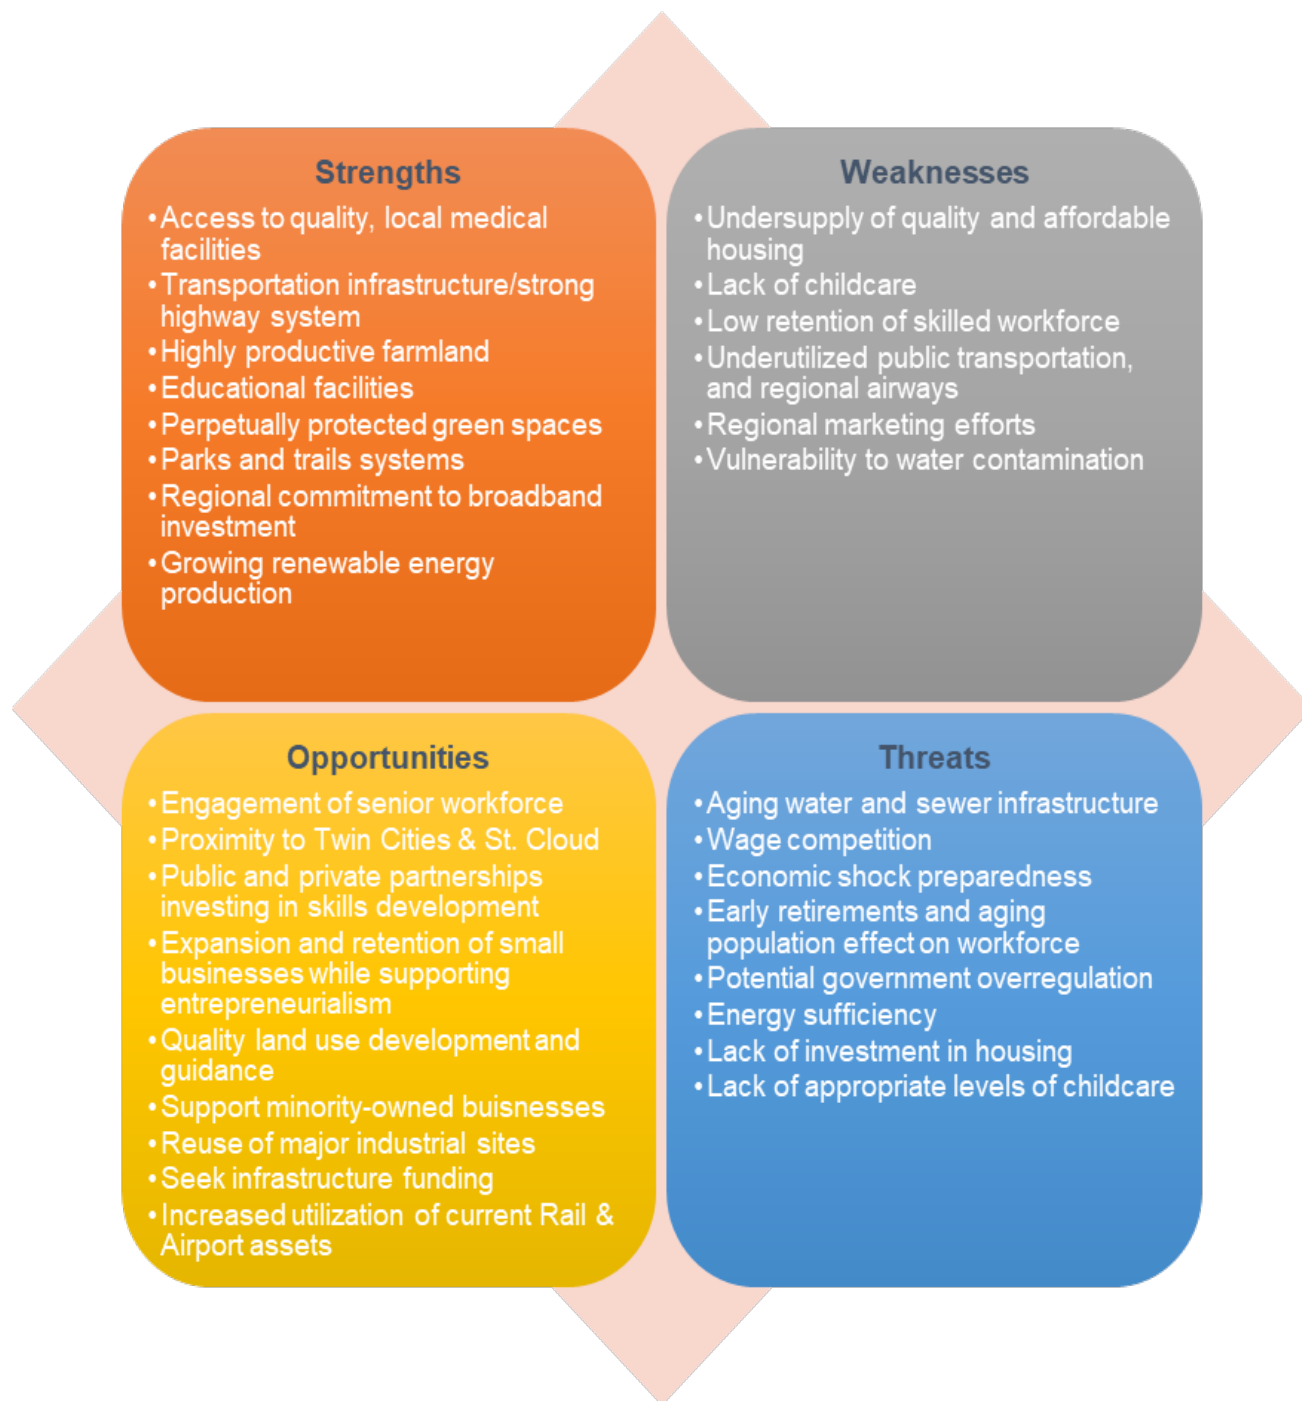 Strengths
•Access to quality, local medical
facilities
•Transportation infrastructure/strong
highway system
•Highly productive farmland
•Educational facilities
•Perpetually protected green spaces
•Parks and trails systems
•Regional commitment to broadband
investment
•Growing renewable energy
production
Weaknesses
•Undersupply of quality and affordable
housing
•Lack of childcare
•Low retention of skilled workforce
•Underutilized public transportation,
and regional airways
•Regional marketing efforts
•Vulnerability to water contamination
Opportunities
•Engagement of senior workforce
•Proximity to Twin Cities & St. Cloud
•Public and private partnerships
investing in skills development
•Expansion and retention of small
businesses while supporting
entrepreneurialism
•Quality land use development and
guidance
•Support minority-owned buisnesses
•Reuse of major industrial sites
•Seek infrastructure funding
•Increased utilization of current Rail &
Airport assets
Threats
•Aging water and sewer infrastructure
•Wage competition
•Economic shock preparedness
•Early retirements and aging
population effect on workforce
•Potential government overregulation
•Energy sufficiency
•Lack of investment in housing
•Lack of appropriate levels of childcare